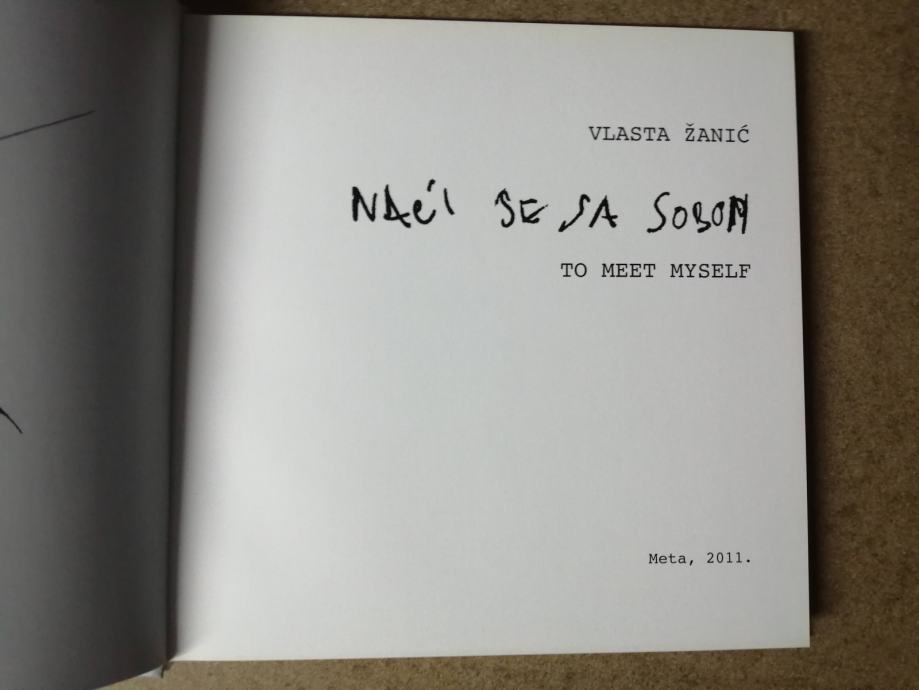 VLASTA ŽANIĆ
NAĆI SE SA SOBOM
TO MEET MYSELF
Meta, 2011.